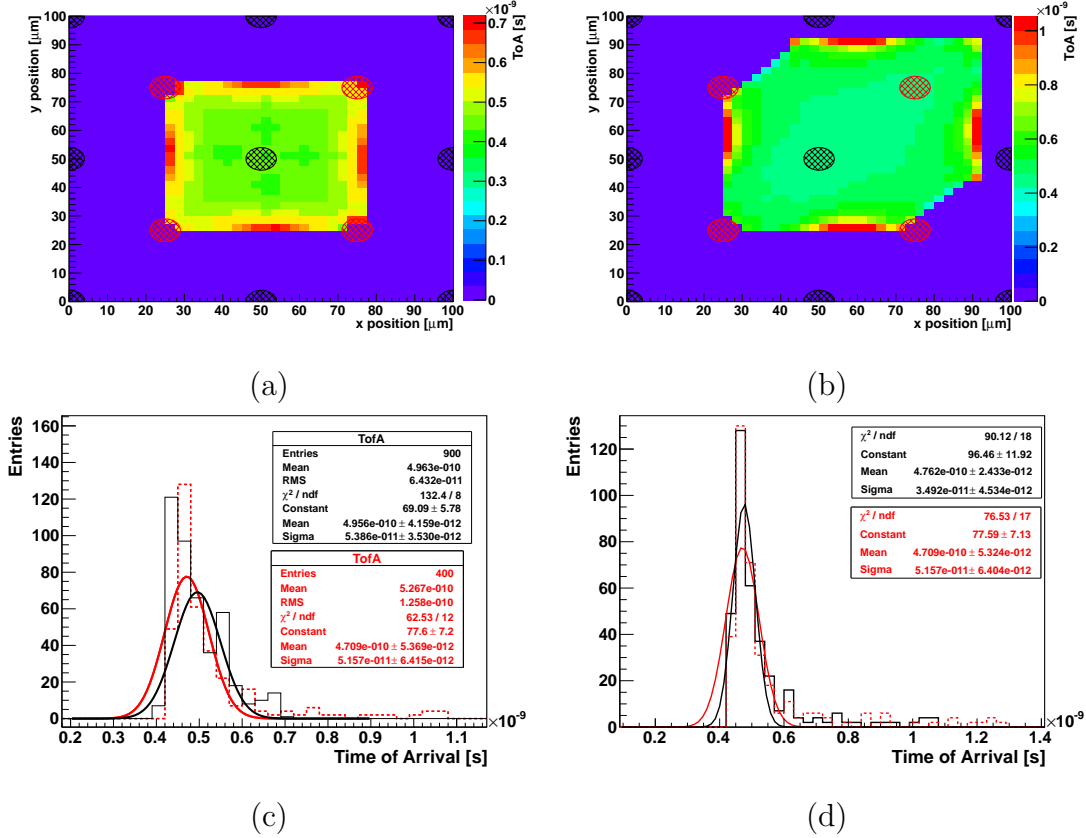 ×10⁻⁹
y position [μm]
100
90
80
70
60
50
40
30
20
10
0
0 10 20 30 40 50 60 70 80 90 100
x position [μm]
ToA [s]
0.7
0.6
0.5
0.4
0.3
0.2
0.1
0
(a)
×10⁻⁹
y position [μm]
100
90
80
70
60
50
40
30
20
10
0
0 10 20 30 40 50 60 70 80 90 100
x position [μm]
ToA [s]
1
0.8
0.6
0.4
0.2
0
(b)
Entries
160
140
120
100
80
60
40
20
0
TofA
Entries 900
Mean 4.963e-010
RMS 6.432e-011
χ² / ndf 132.4 / 8
Constant 69.09 ± 5.78
Mean 4.956e-010 ± 4.159e-012
Sigma 5.386e-011 ± 3.530e-012
TofA
Entries 400
Mean 5.267e-010
RMS 1.258e-010
χ² / ndf 62.53 / 12
Constant 77.6 ± 7.2
Mean 4.709e-010 ± 5.369e-012
Sigma 5.157e-011 ± 6.415e-012
0.2 0.3 0.4 0.5 0.6 0.7 0.8 0.9 1 1.1
×10⁻⁹
Time of Arrival [s]
(c)
Entries
120
100
80
60
40
20
0
χ² / ndf 90.12 / 18
Constant 96.46 ± 11.92
Mean 4.762e-010 ± 2.433e-012
Sigma 3.492e-011 ± 4.534e-012
χ² / ndf 76.53 / 17
Constant 77.59 ± 7.13
Mean 4.709e-010 ± 5.324e-012
Sigma 5.157e-011 ± 6.404e-012
0.2 0.4 0.6 0.8 1 1.2 1.4
×10⁻⁹
Time of Arrival [s]
(d)